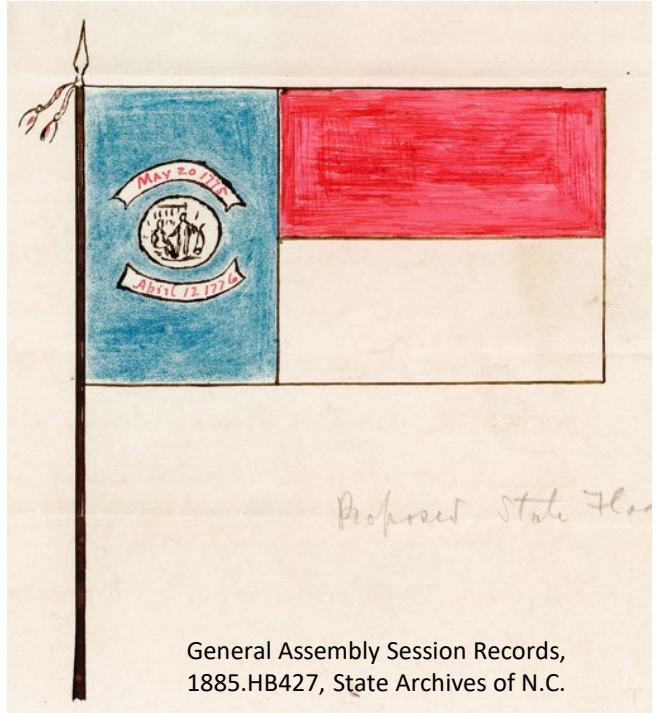 May 20 1775
April 12 1776
Proposed State Flag
General Assembly Session Records,
1885.HB427, State Archives of N.C.